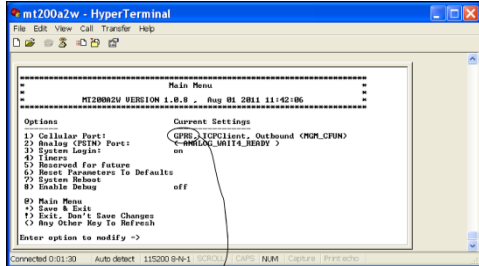 mt200a2w - HyperTerminal
File Edit View Call Transfer Help
Main Menu
MT200A2W VERSION 1.0.8 , Aug 01 2011 11:42:06
Options Current Settings
1) Cellular Port: GPRS, TCPClient, Outbound (MGM_CFUN)
2) Analog (PSTN) Port: ( ANALOG_WAIT4_READY )
3) System Login: on
4) Timers
5) Reserved for future
6) Reset Parameters To Defaults
7) System Reboot
8) Enable Debug off
@) Main Menu
+) Save & Exit
!) Exit, Don't Save Changes
<) Any Other Key To Refresh
Enter option to modify ->
Connected 0:01:30 Auto detect 115200 8-N-1 SCROLL CAPS NUM Capture Print echo